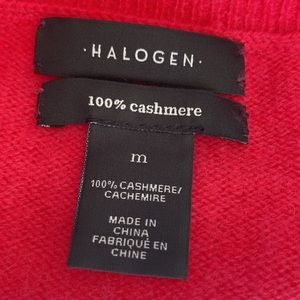 · HALOGEN ·
100% cashmere
m
100% CASHMERE/
CACHEMIRE
MADE IN
CHINA
FABRIQUÉ EN
CHINE